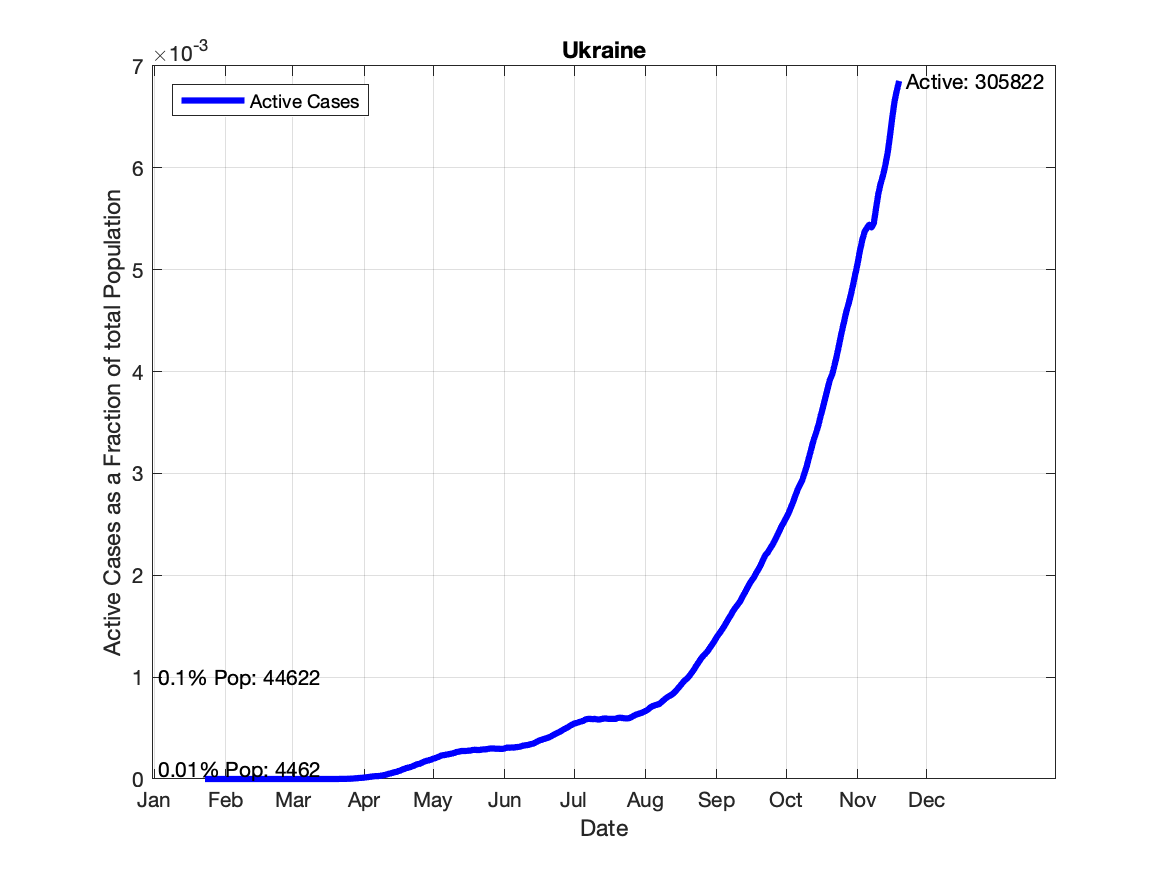 Ukraine
×10-3
7
6
5
4
3
2
1
0
Active Cases
Active: 305822
0.1% Pop: 44622
0.01% Pop: 4462
Active Cases as a Fraction of total Population
Jan Feb Mar Apr May Jun Jul Aug Sep Oct Nov Dec
Date